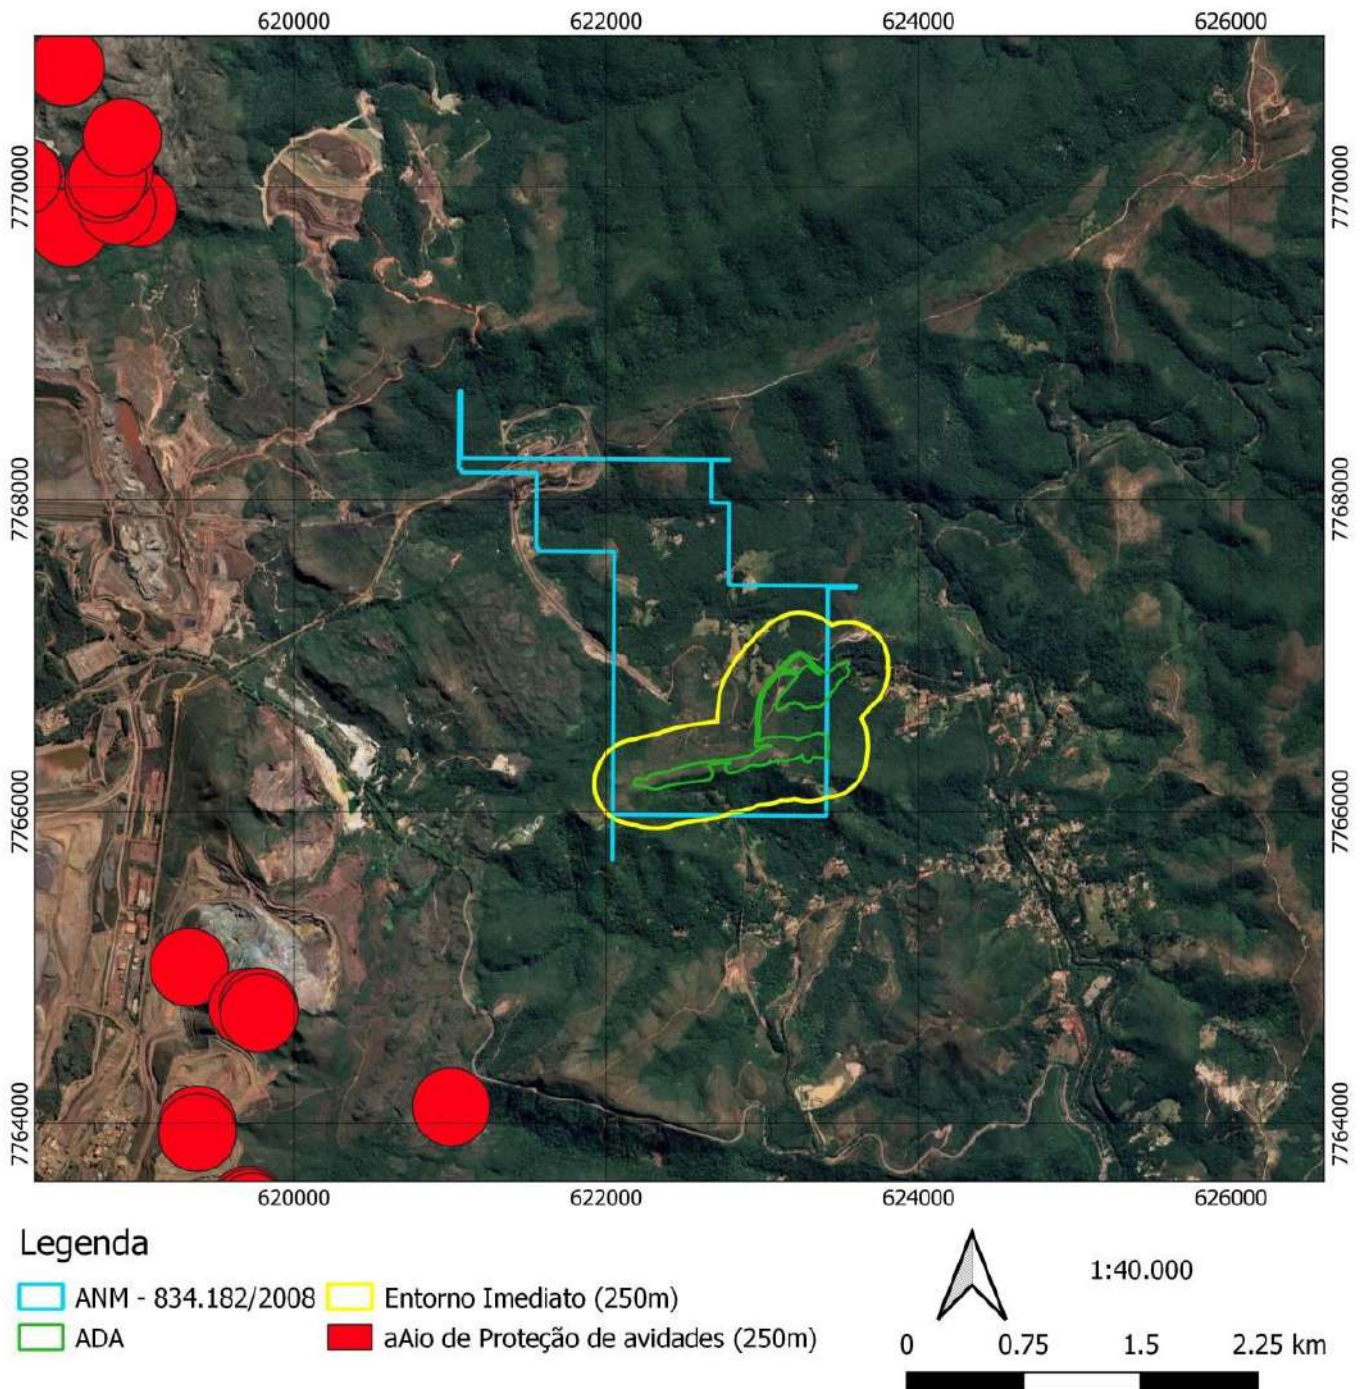 620000 622000 624000 626000
7770000 7770000
7768000 7768000
7766000 7766000
7764000 7764000
620000 622000 624000 626000
Legenda
ANM - 834.182/2008 Entorno Imediato (250m)
ADA aAio de Proteção de avidades (250m)
1:40.000
0 0.75 1.5 2.25 km